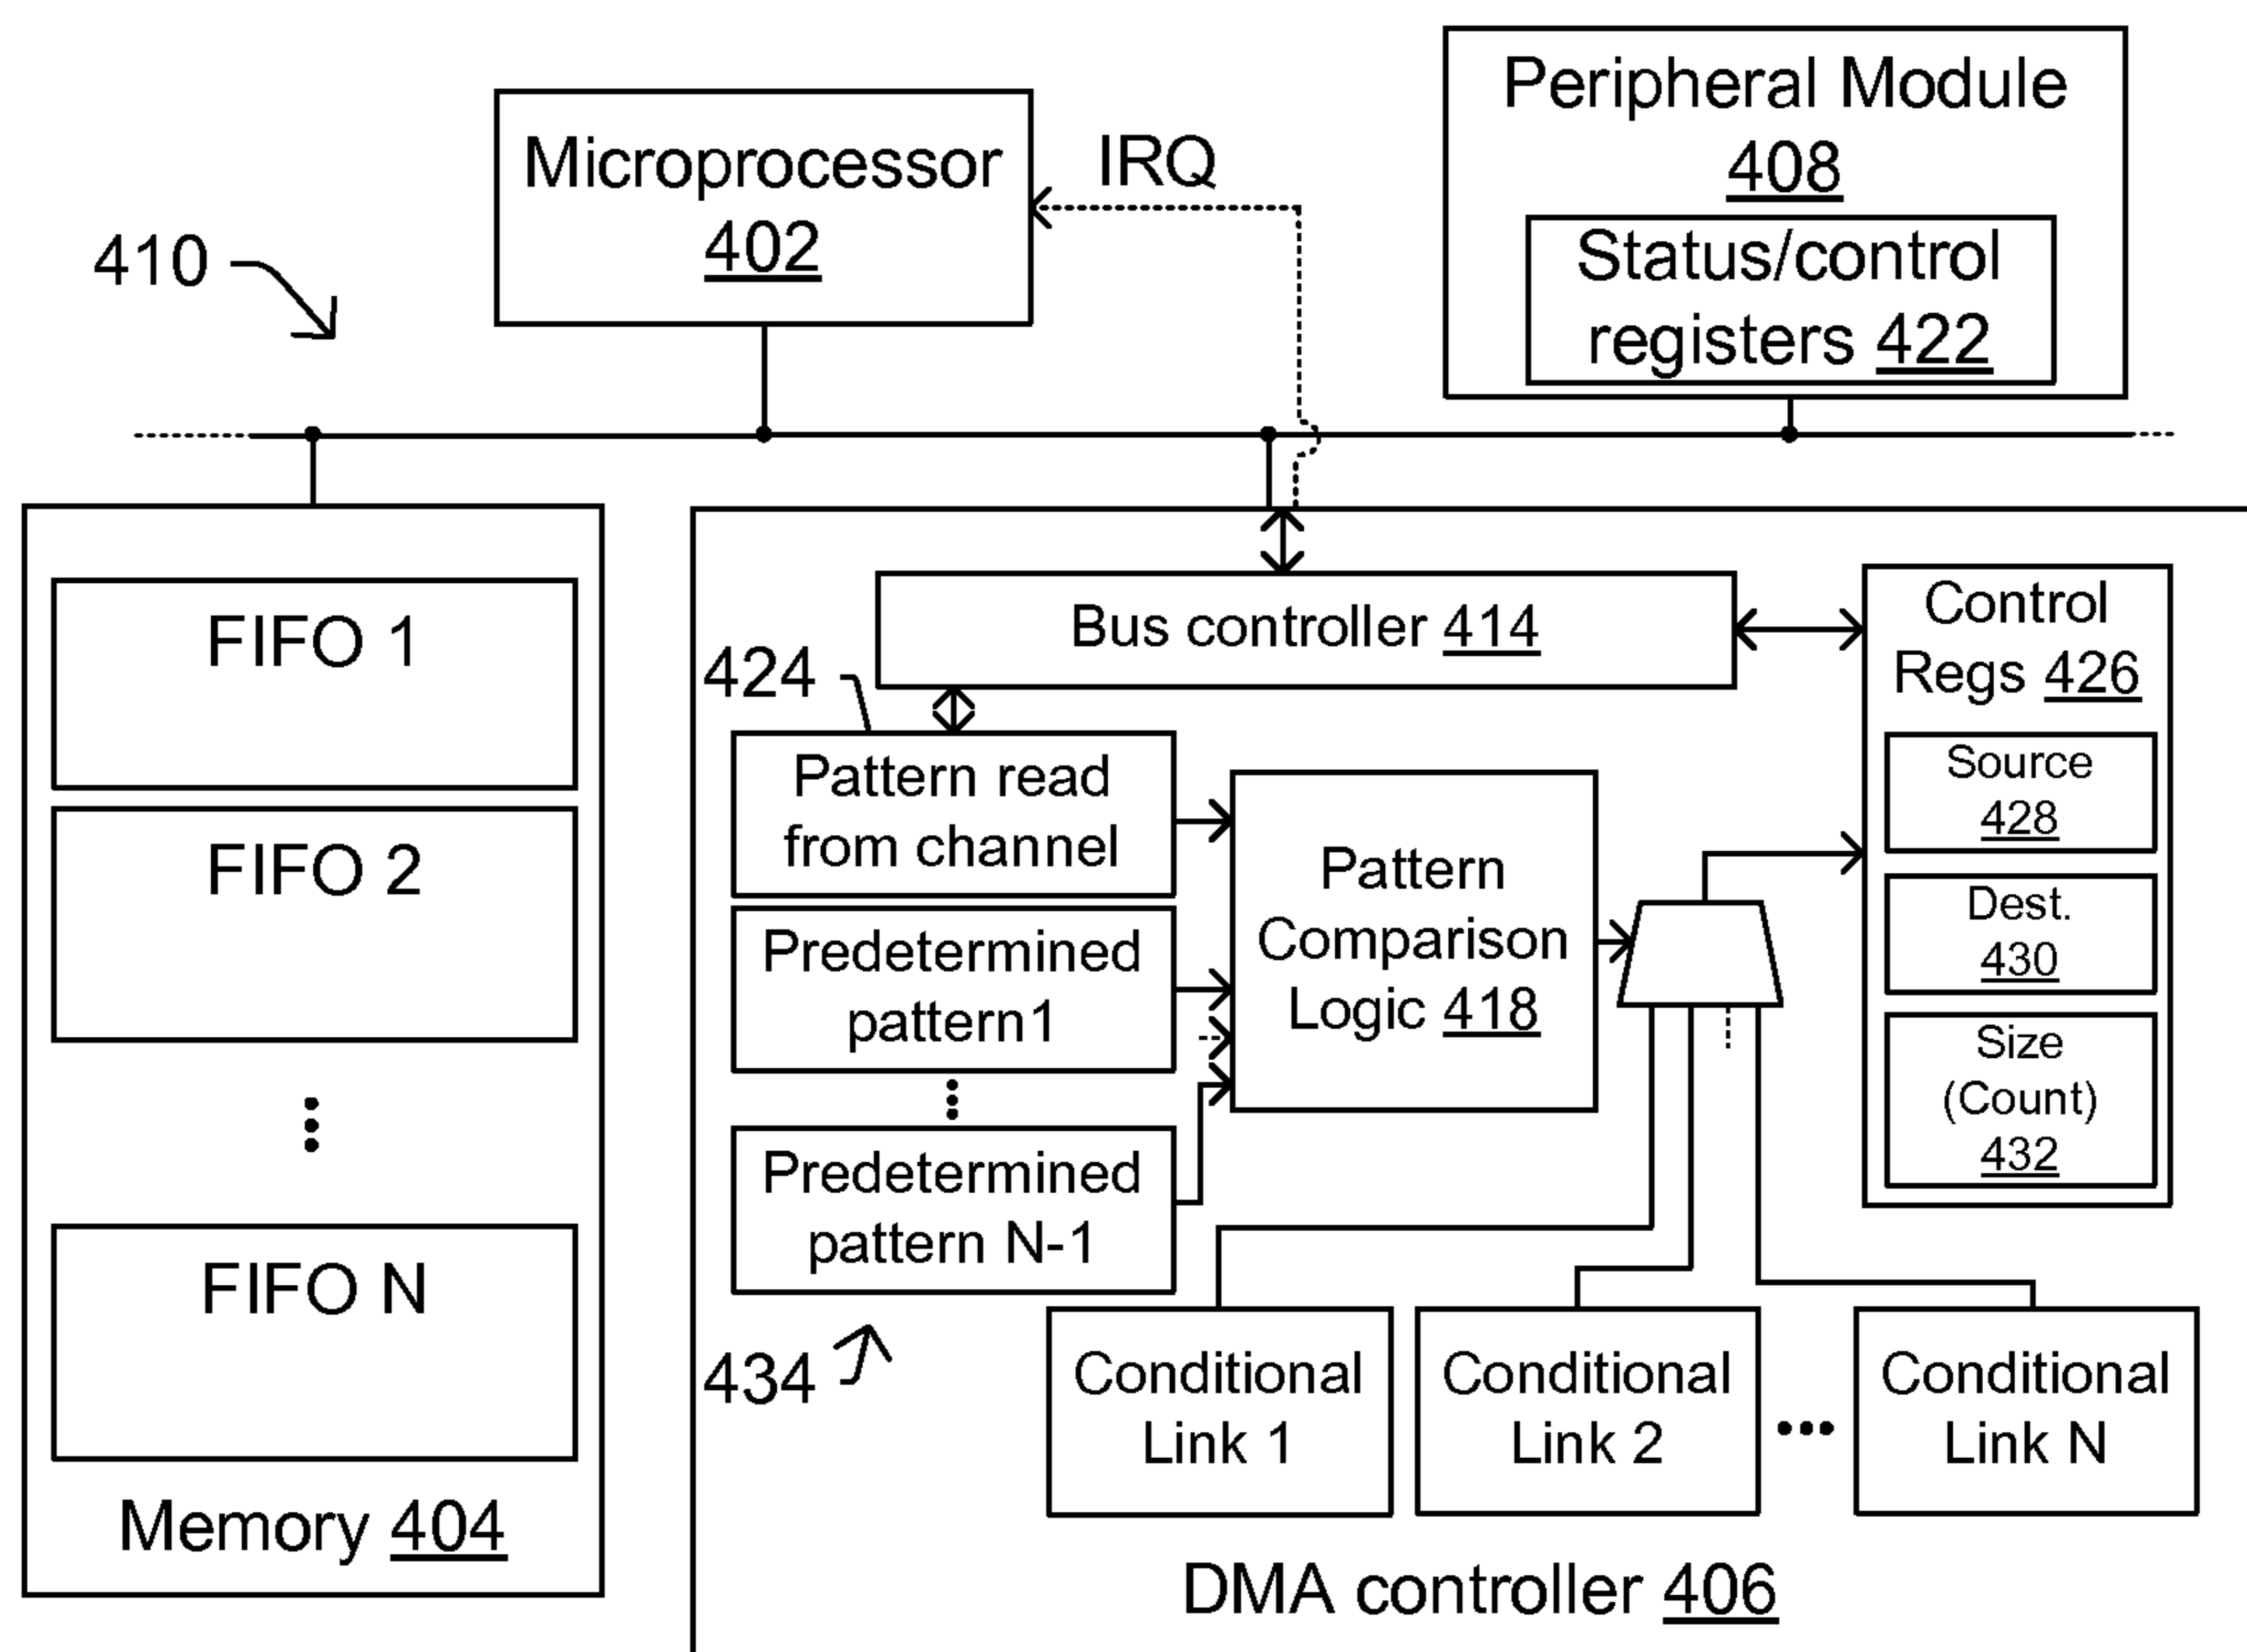 Peripheral Module
408
Status/control
registers 422
Microprocessor
402
IRQ
410
FIFO 1
FIFO 2
FIFO N
Memory 404
Bus controller 414
424
Pattern read
from channel
Predetermined
pattern1
Predetermined
pattern N-1
434
Pattern
Comparison
Logic 418
Control
Regs 426
Source
428
Dest.
430
Size
(Count)
432
Conditional
Link 1
Conditional
Link 2
Conditional
Link N
DMA controller 406